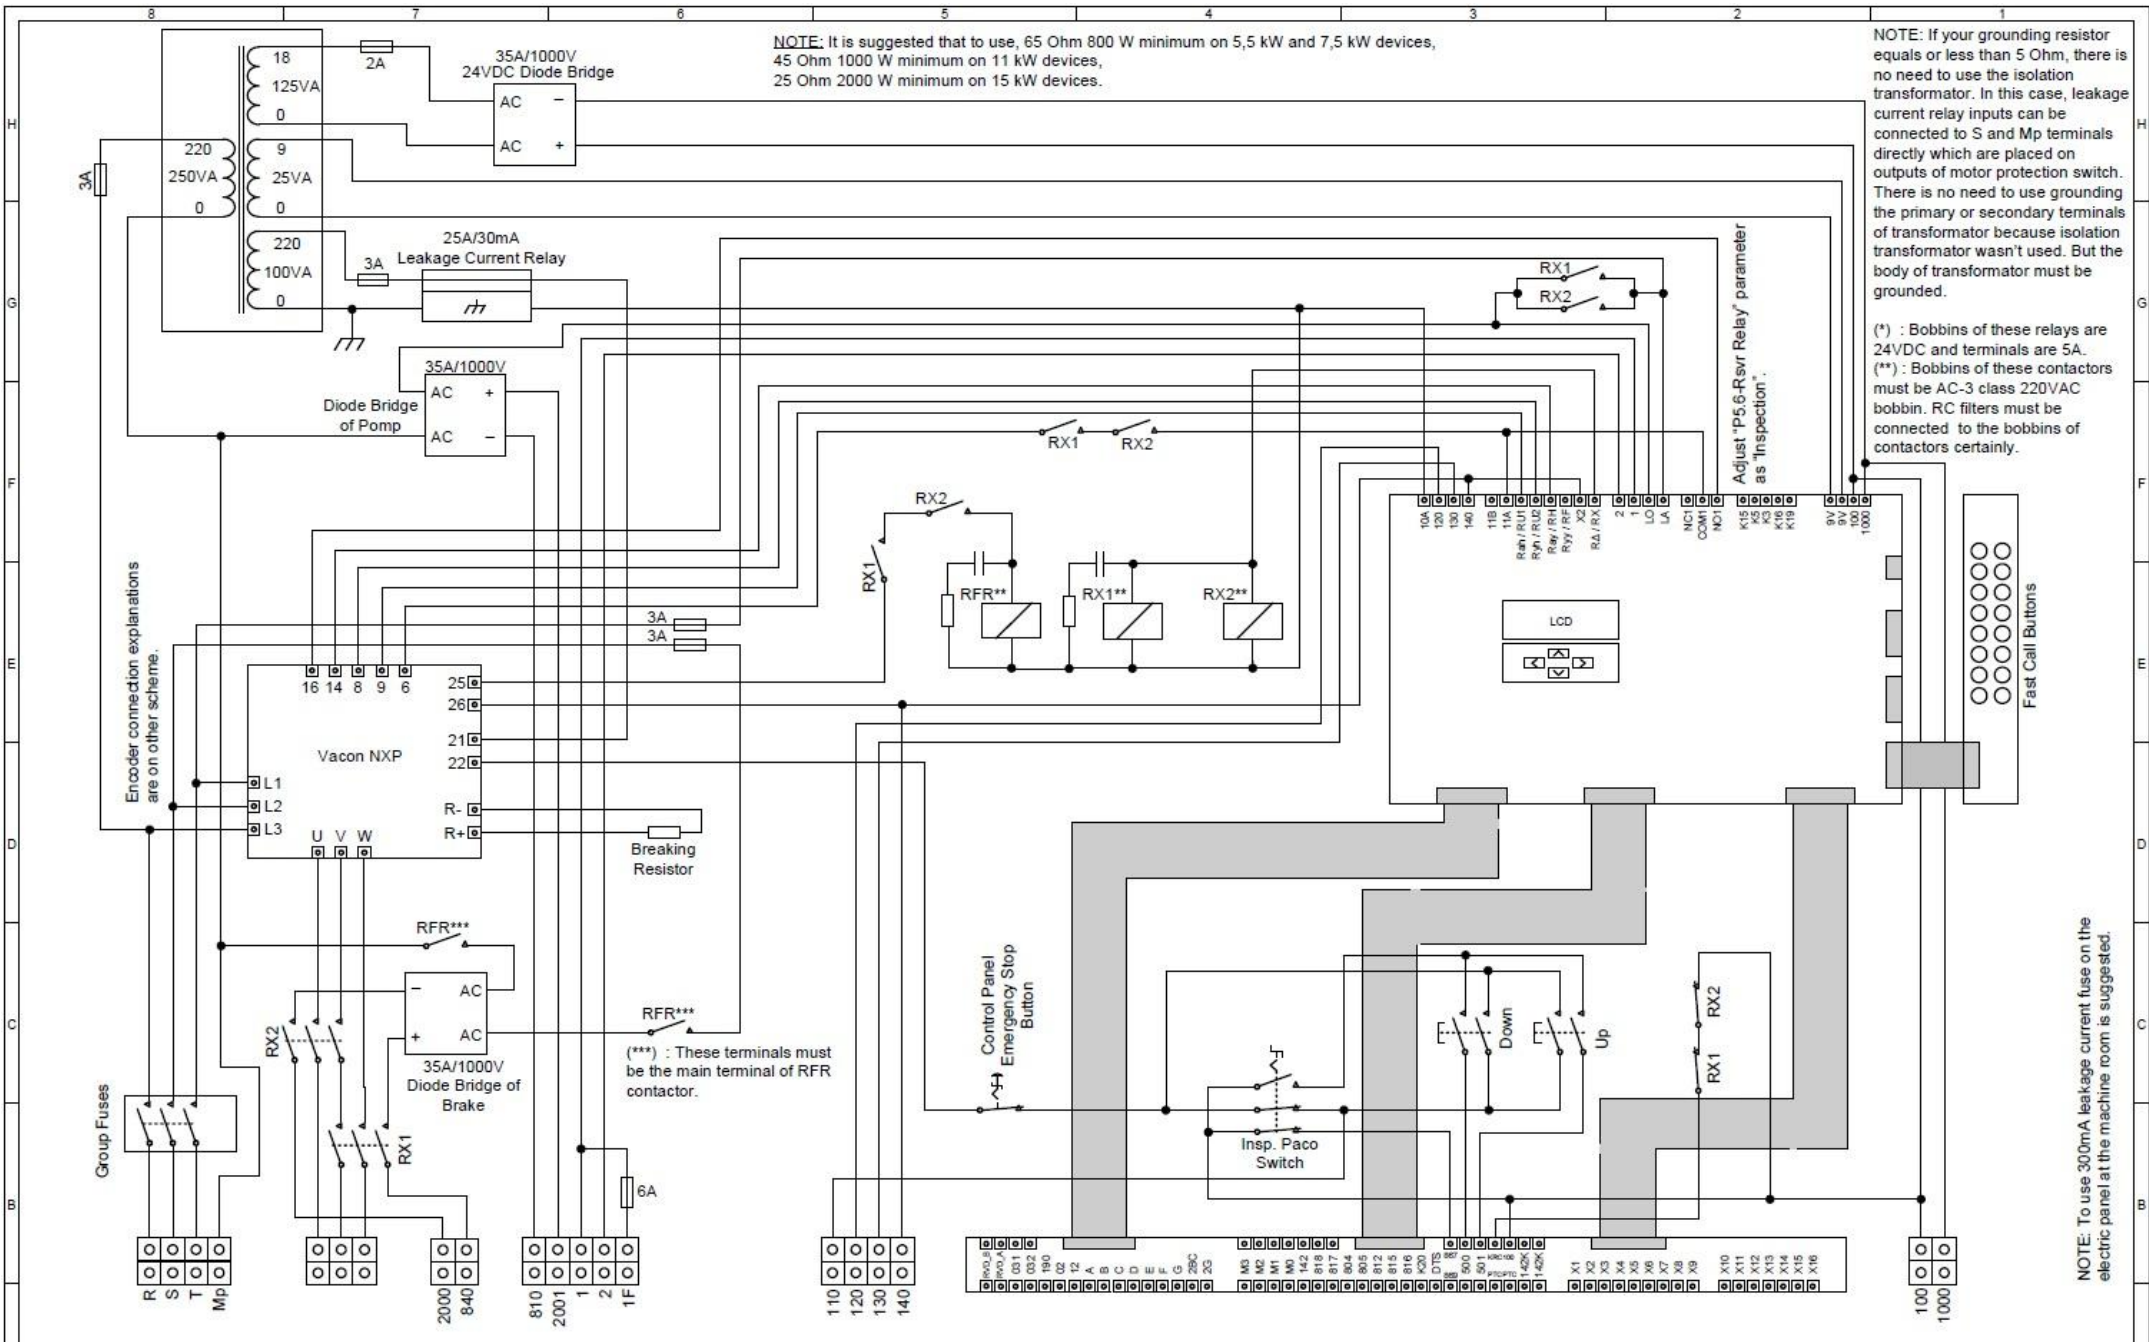 8
7
6
5
4
3
2
1
H
G
F
E
D
C
B
H
G
F
E
D
C
B
NOTE: It is suggested that to use, 65 Ohm 800 W minimum on 5,5 kW and 7,5 kW devices,
45 Ohm 1000 W minimum on 11 kW devices,
25 Ohm 2000 W minimum on 15 kW devices.
NOTE: If your grounding resistor
equals or less than 5 Ohm, there is
no need to use the isolation
transformator. In this case, leakage
current relay inputs can be
connected to S and Mp terminals
directly which are placed on
outputs of motor protection switch.
There is no need to use grounding
the primary or secondary terminals
of transformator because isolation
transformator wasn't used. But the
body of transformator must be
grounded.
(*) : Bobbins of these relays are
24VDC and terminals are 5A.
(**) : Bobbins of these contactors
must be AC-3 class 220VAC
bobbin. RC filters must be
connected to the bobbins of
contactors certainly.
18
125VA
0
2A
35A/1000V
24VDC Diode Bridge
AC −
AC +
3A
220
250VA
0
9
25VA
0
220
100VA
0
3A
25A/30mA
Leakage Current Relay
35A/1000V
AC +
AC −
Diode Bridge
of Pomp
RX1
RX2
Adjust "P5.6-Rsvr Relay" parameter
as "Inspection".
RX1
RX2
RX2
RX1
RFR**
RX1**
RX2**
10A
120
130
140
11B
11A
Rah / RU1
Ryh / RU2
Ray / RH
Ryy / RF
X2
RΔ / RX
2
1
LO
LA
NC1
COM1
NO1
K15
K5
K3
K16
K19
9V
9V
100
1000
LCD
Fast Call Buttons
Encoder connection explanations
are on other scheme.
3A
3A
16 14 8 9 6
25
26
21
22
Vacon NXP
L1
L2
L3
R-
R+
U V W
Breaking
Resistor
RFR***
− AC
+ AC
35A/1000V
Diode Bridge of
Brake
RFR***
(***) : These terminals must
be the main terminal of RFR
contactor.
RX2
RX1
Group Fuses
6A
Control Panel
Emergency Stop
Button
Insp. Paco
Switch
Down
Up
RX2
RX1
NOTE: To use 300mA leakage current fuse on the
electric panel at the machine room is suggested.
R
S
T
Mp
2000
840
810
2001
1
2
1F
110
120
130
140
RVD_B
RVD_A
031
032
190
02
12
A
B
C
D
E
F
G
2BC
2G
M3
M2
M1
M0
142
818
817
804
805
812
815
816
K20
DTS
500
501
PTC
PTC
142K
142K
X1
X2
X3
X4
X5
X6
X7
X8
X9
X10
X11
X12
X13
X14
X15
X16
100
1000